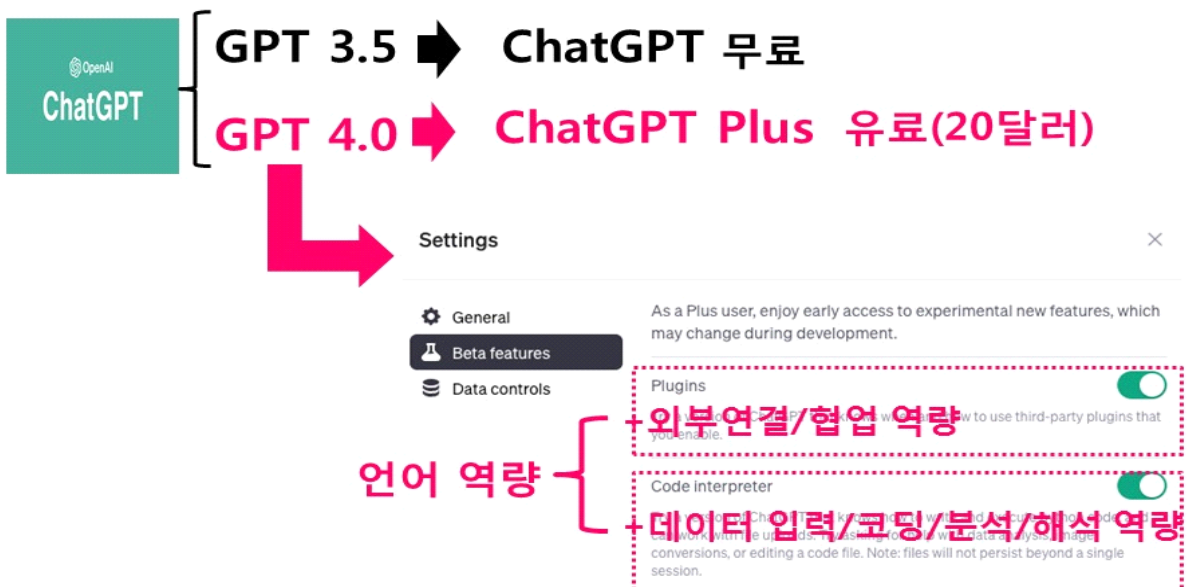 OpenAI
ChatGPT
GPT 3.5 ChatGPT 무료
GPT 4.0 ChatGPT Plus 유료(20달러)
Settings
General
Beta features
Data controls
As a Plus user, enjoy early access to experimental new features, which
may change during development.
Plugins
+외부연결/협업 역량
to use third-party plugins that
you enable.
언어 역량
Code interpreter
+데이터 입력/코딩/분석/해석 역량
conversions, or editing a code file. Note: files will not persist beyond a single
session.